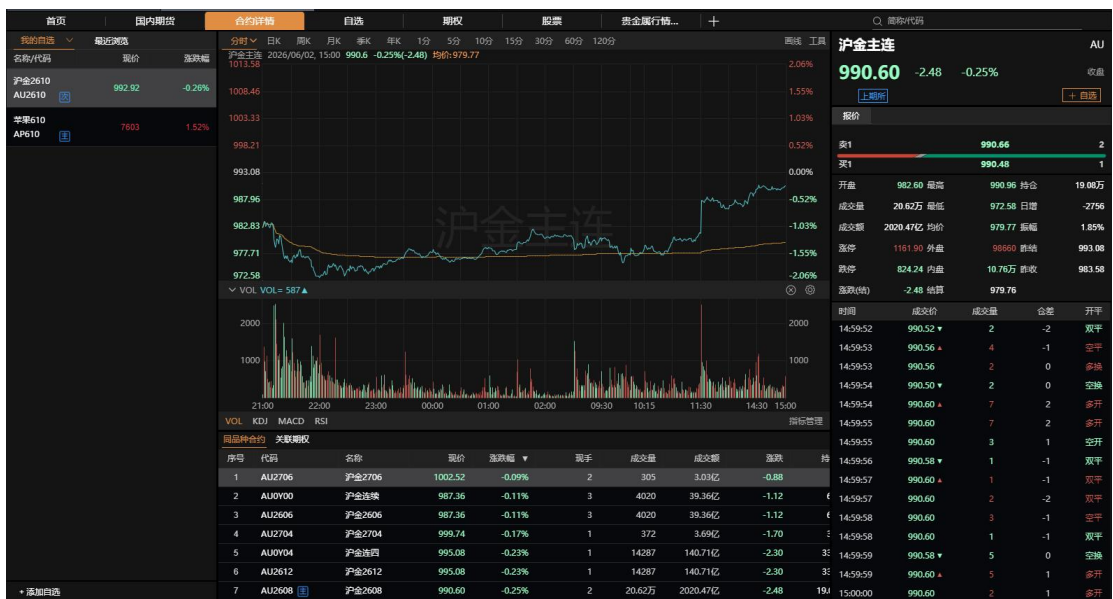 首页 国内期货 合约详情 自选 期权 股票 贵金属行情... + 简称/代码
我的自选 最近浏览
名称/代码 现价 涨跌幅
沪金2610
AU2610 992.92 -0.26%
苹果610
AP610 主 7603 1.52%
分时 日K 周K 月K 季K 年K 1分 5分 10分 15分 30分 60分 120分 画线 工具
沪金主连 2026/06/02, 15:00 990.6 -0.25%(-2.48) 均价:979.77
1013.58 2.06%
1008.46 1.55%
1003.33 1.03%
998.21 0.52%
993.08 0.00%
987.96 -0.52%
982.83 -1.03%
977.71 -1.55%
972.58 -2.06%
沪金主连
VOL VOL= 587▲
2000 2000
1000 1000
21:00 22:00 23:00 00:00 01:00 02:00 09:30 10:15 11:30 14:30 15:00
VOL KDJ MACD RSI 指标管理
同品种合约 关联期权
序号 代码 名称 现价 涨跌幅 ▼ 现手 成交量 成交额 涨跌 持
1 AU2706 沪金2706 1002.52 -0.09% 2 305 3.03亿 -0.88
2 AU0Y00 沪金连续 987.36 -0.11% 3 4020 39.36亿 -1.12
3 AU2606 沪金2606 987.36 -0.11% 3 4020 39.36亿 -1.12
4 AU2704 沪金2704 999.74 -0.17% 1 372 3.69亿 -1.70
5 AU0Y04 沪金连四 995.08 -0.23% 1 14287 140.71亿 -2.30 33
6 AU2612 沪金2612 995.08 -0.23% 1 14287 140.71亿 -2.30 33
7 AU2608 主 沪金2608 990.60 -0.25% 2 20.62万 2020.47亿 -2.48 19.0
+ 添加自选
沪金主连 AU
990.60 -2.48 -0.25% 收盘
上期所 + 自选
报价
卖1 990.66 2
买1 990.48 1
开盘 982.60 最高 990.96 持仓 19.08万
成交量 20.62万 最低 972.58 日增 -2756
成交额 2020.47亿 均价 979.77 振幅 1.85%
涨停 1161.90 外盘 98660 昨结 993.08
跌停 824.24 内盘 10.76万 昨收 983.58
涨跌(结) -2.48 结算 979.76
时间 成交价 成交量 仓差 开平
14:59:52 990.52▼ 2 -2 双平
14:59:53 990.56▲ 4 -1 空平
14:59:53 990.56 2 0 多换
14:59:54 990.50▼ 2 0 空换
14:59:54 990.60▲ 7 2 多开
14:59:55 990.60 7 2 多开
14:59:55 990.60 3 1 空开
14:59:56 990.58▼ 1 -1 双平
14:59:57 990.60▲ 1 -1 双平
14:59:57 990.60 2 -2 双平
14:59:58 990.60 3 -1 空平
14:59:58 990.60 1 -1 双平
14:59:59 990.58▼ 5 0 空换
14:59:59 990.60▲ 5 1 多开
15:00:00 990.60 2 1 多开